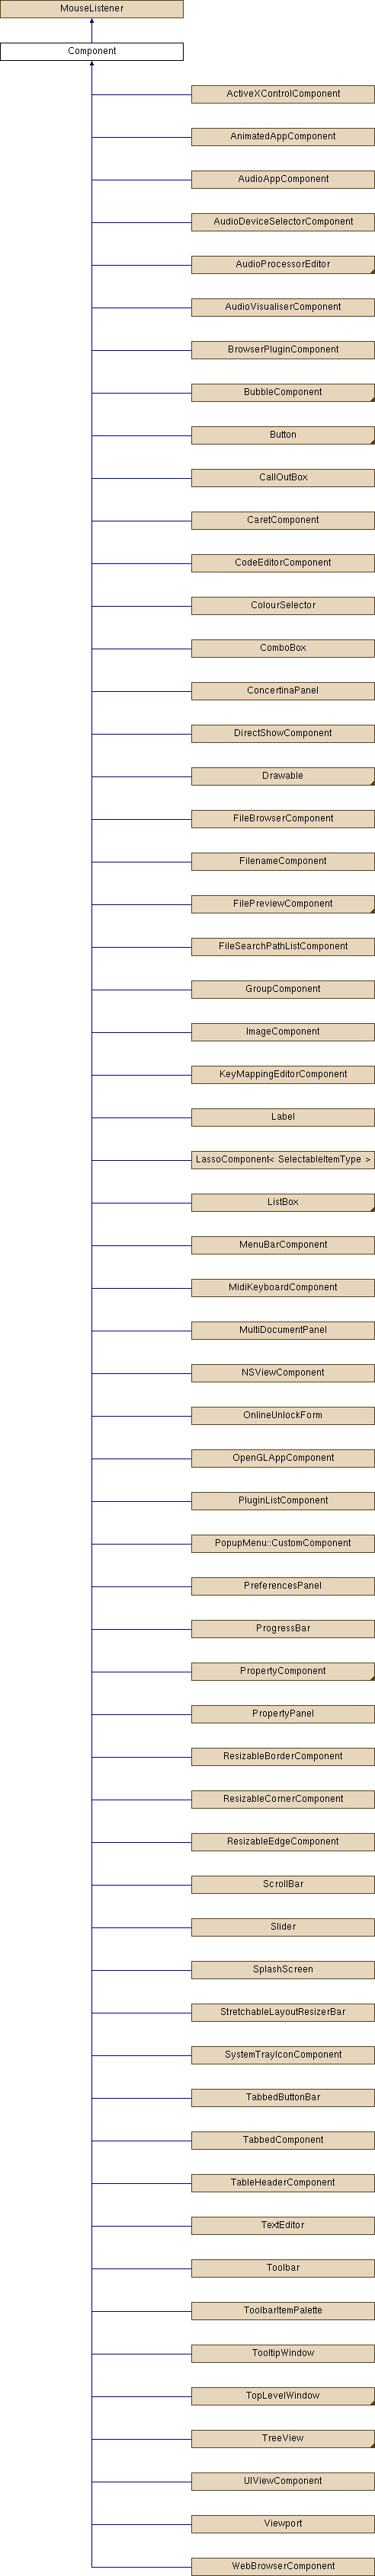 MouseListener
Component
ActiveXControlComponent
AnimatedAppComponent
AudioAppComponent
AudioDeviceSelectorComponent
AudioProcessorEditor
AudioVisualiserComponent
BrowserPluginComponent
BubbleComponent
Button
CallOutBox
CaretComponent
CodeEditorComponent
ColourSelector
ComboBox
ConcertinaPanel
DirectShowComponent
Drawable
FileBrowserComponent
FilenameComponent
FilePreviewComponent
FileSearchPathListComponent
GroupComponent
ImageComponent
KeyMappingEditorComponent
Label
LassoComponent< SelectableItemType >
ListBox
MenuBarComponent
MidiKeyboardComponent
MultiDocumentPanel
NSViewComponent
OnlineUnlockForm
OpenGLAppComponent
PluginListComponent
PopupMenu::CustomComponent
PreferencesPanel
ProgressBar
PropertyComponent
PropertyPanel
ResizableBorderComponent
ResizableCornerComponent
ResizableEdgeComponent
ScrollBar
Slider
SplashScreen
StretchableLayoutResizerBar
SystemTrayIconComponent
TabbedButtonBar
TabbedComponent
TableHeaderComponent
TextEditor
Toolbar
ToolbarItemPalette
TooltipWindow
TopLevelWindow
TreeView
UIViewComponent
Viewport
WebBrowserComponent